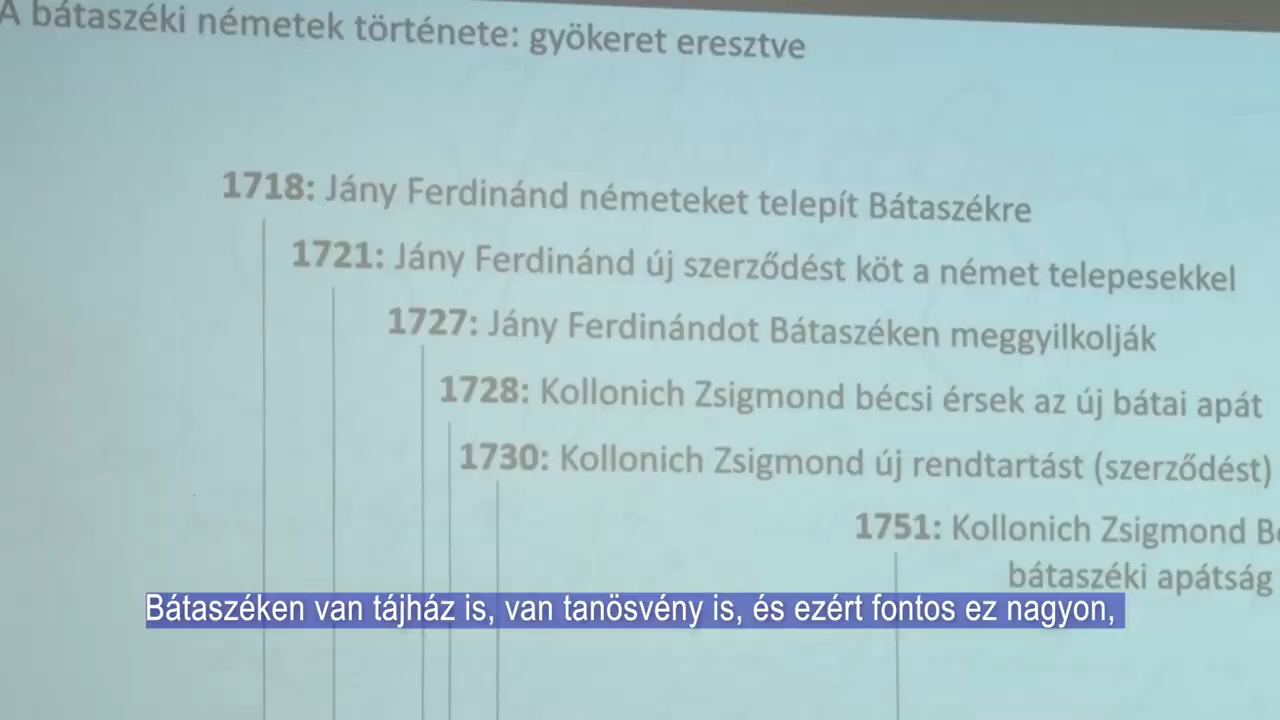 A bátaszéki németek története: gyökeret eresztve
1718: Jány Ferdinánd németeket telepít Bátaszékre
1721: Jány Ferdinánd új szerződést köt a német telepesekkel
1727: Jány Ferdinándot Bátaszéken meggyilkolják
1728: Kollonich Zsigmond bécsi érsek az új bátai apát
1730: Kollonich Zsigmond új rendtartást (szerződést)
1751: Kollonich Zsigmond
bátaszéki apátság
Bátaszéken van tájház is, van tanösvény is, és ezért fontos ez nagyon,